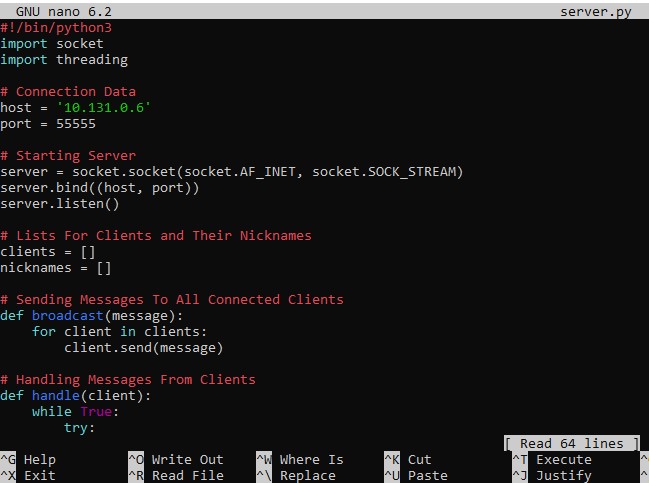 GNU nano 6.2 server.py
#!/bin/python3
import socket
import threading

# Connection Data
host = '10.131.0.6'
port = 55555

# Starting Server
server = socket.socket(socket.AF_INET, socket.SOCK_STREAM)
server.bind((host, port))
server.listen()

# Lists For Clients and Their Nicknames
clients = []
nicknames = []

# Sending Messages To All Connected Clients
def broadcast(message):
    for client in clients:
        client.send(message)

# Handling Messages From Clients
def handle(client):
    while True:
        try:
[ Read 64 lines ]
^G Help ^O Write Out ^W Where Is ^K Cut ^T Execute ^
^X Exit ^R Read File ^\ Replace ^U Paste ^J Justify ^